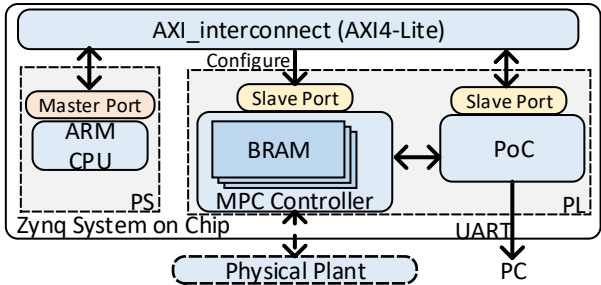 AXI_interconnect (AXI4-Lite)
Configure
Master Port
Slave Port
Slave Port
ARM
CPU
BRAM
PoC
MPC Controller
PS
PL
Zynq System on Chip
UART
Physical Plant
PC